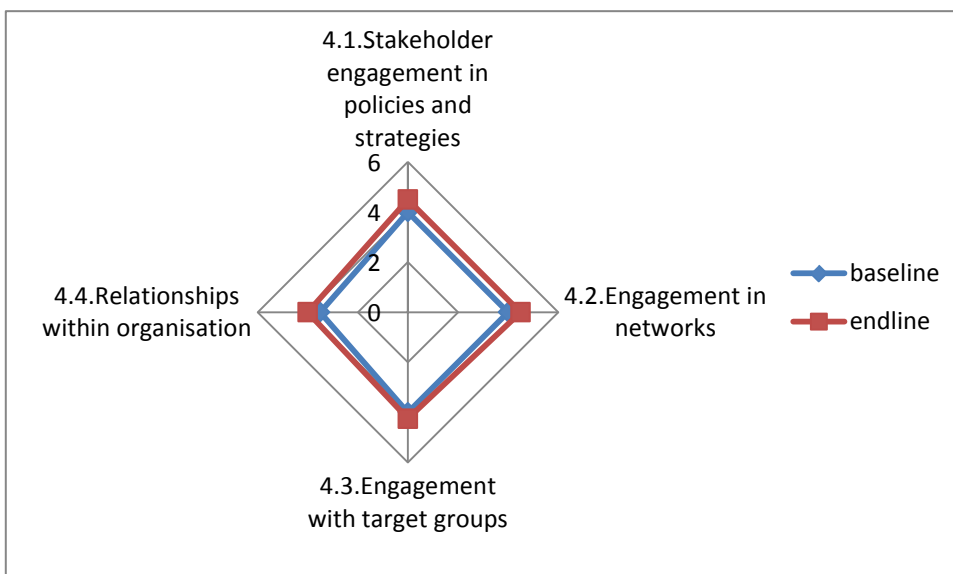 4.1.Stakeholder
engagement in
policies and
strategies
6
4
2
0
4.4.Relationships
within organisation
4.2.Engagement in
networks
4.3.Engagement
with target groups
baseline
endline